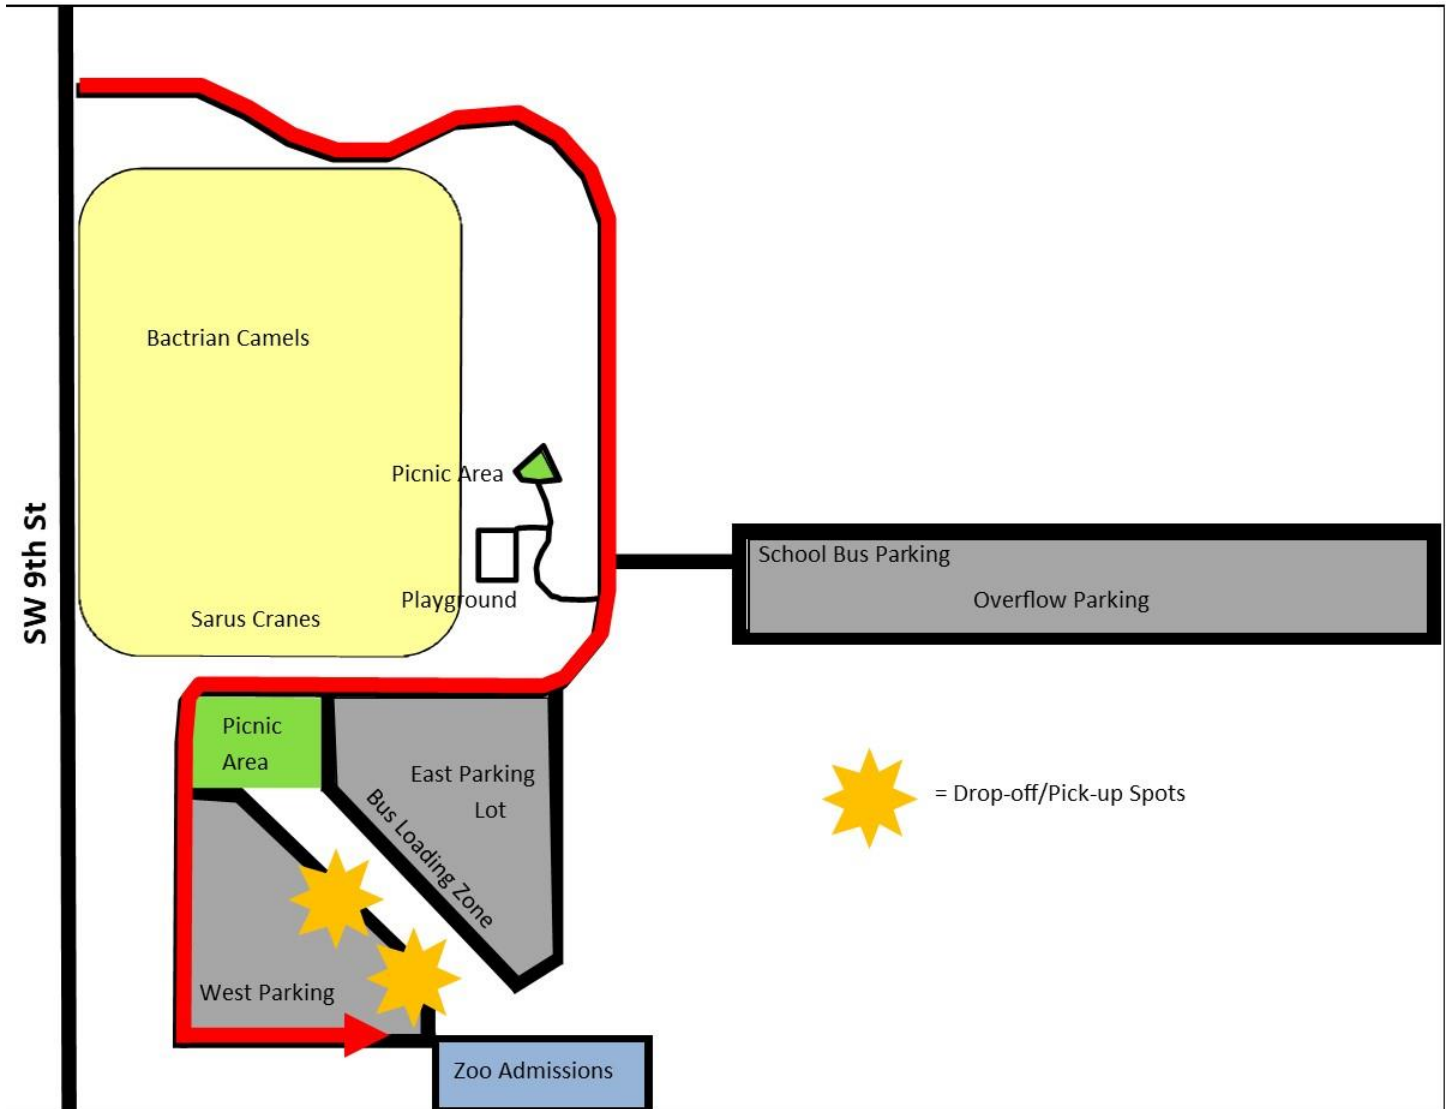 Bactrian Camels
Picnic Area
SW 9th St
School Bus Parking
Overflow Parking
Playground
Sarus Cranes
Picnic
Area
East Parking
Lot
Bus Loading Zone
= Drop-off/Pick-up Spots
West Parking
Zoo Admissions